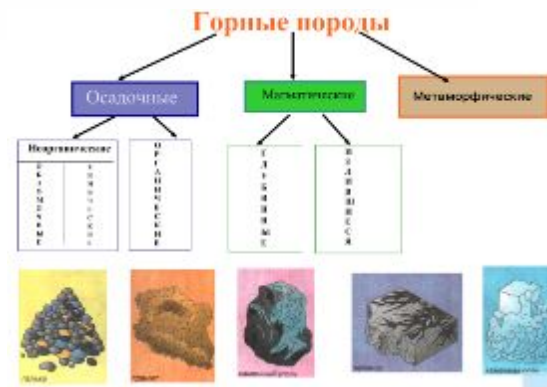 Горные породы
Осадочные
Магматические
Метаморфические
Неорганические
ОБЛОМОЧНЫЕ
ХИМИЧЕСКИЕ
ОРГАНИЧЕСКИЕ
ГЛУБИННЫЕ
ИЗЛИВШИЕСЯ